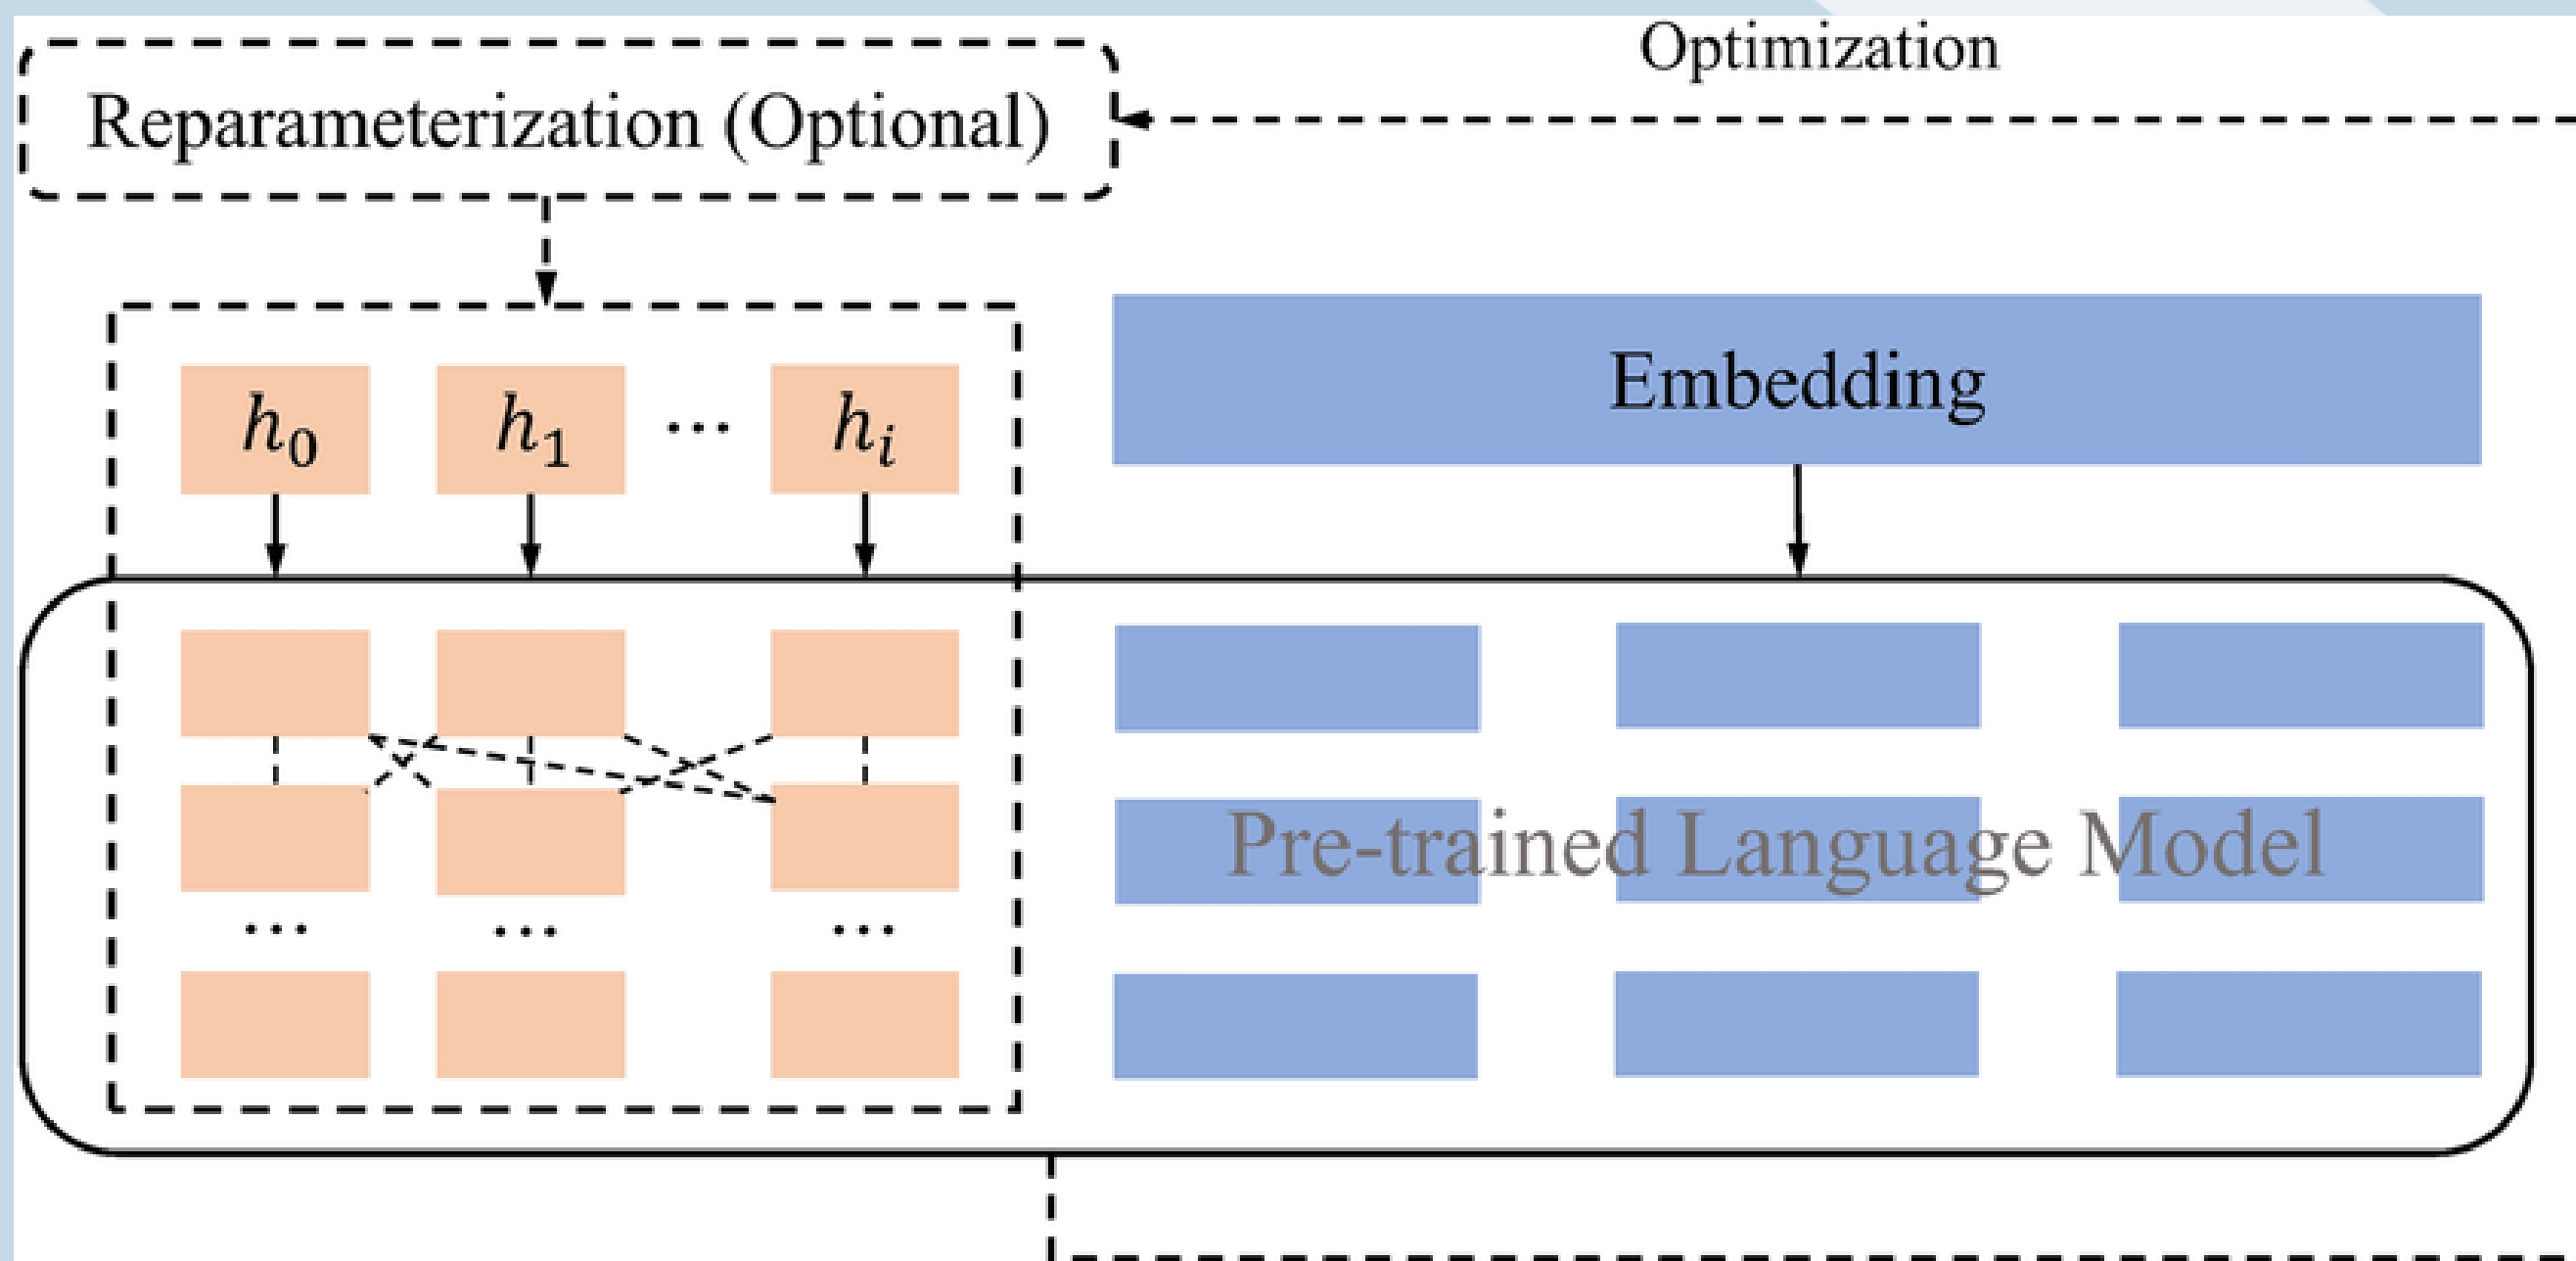 Optimization
Reparameterization (Optional)
h₀ h₁ ... hᵢ
Embedding
Pre-trained Language Model
... ... ...